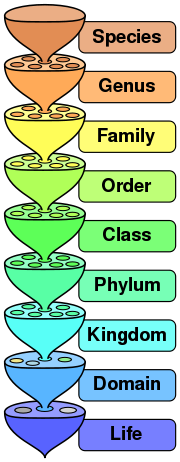 Species
Genus
Family
Order
Class
Phylum
Kingdom
Domain
Life